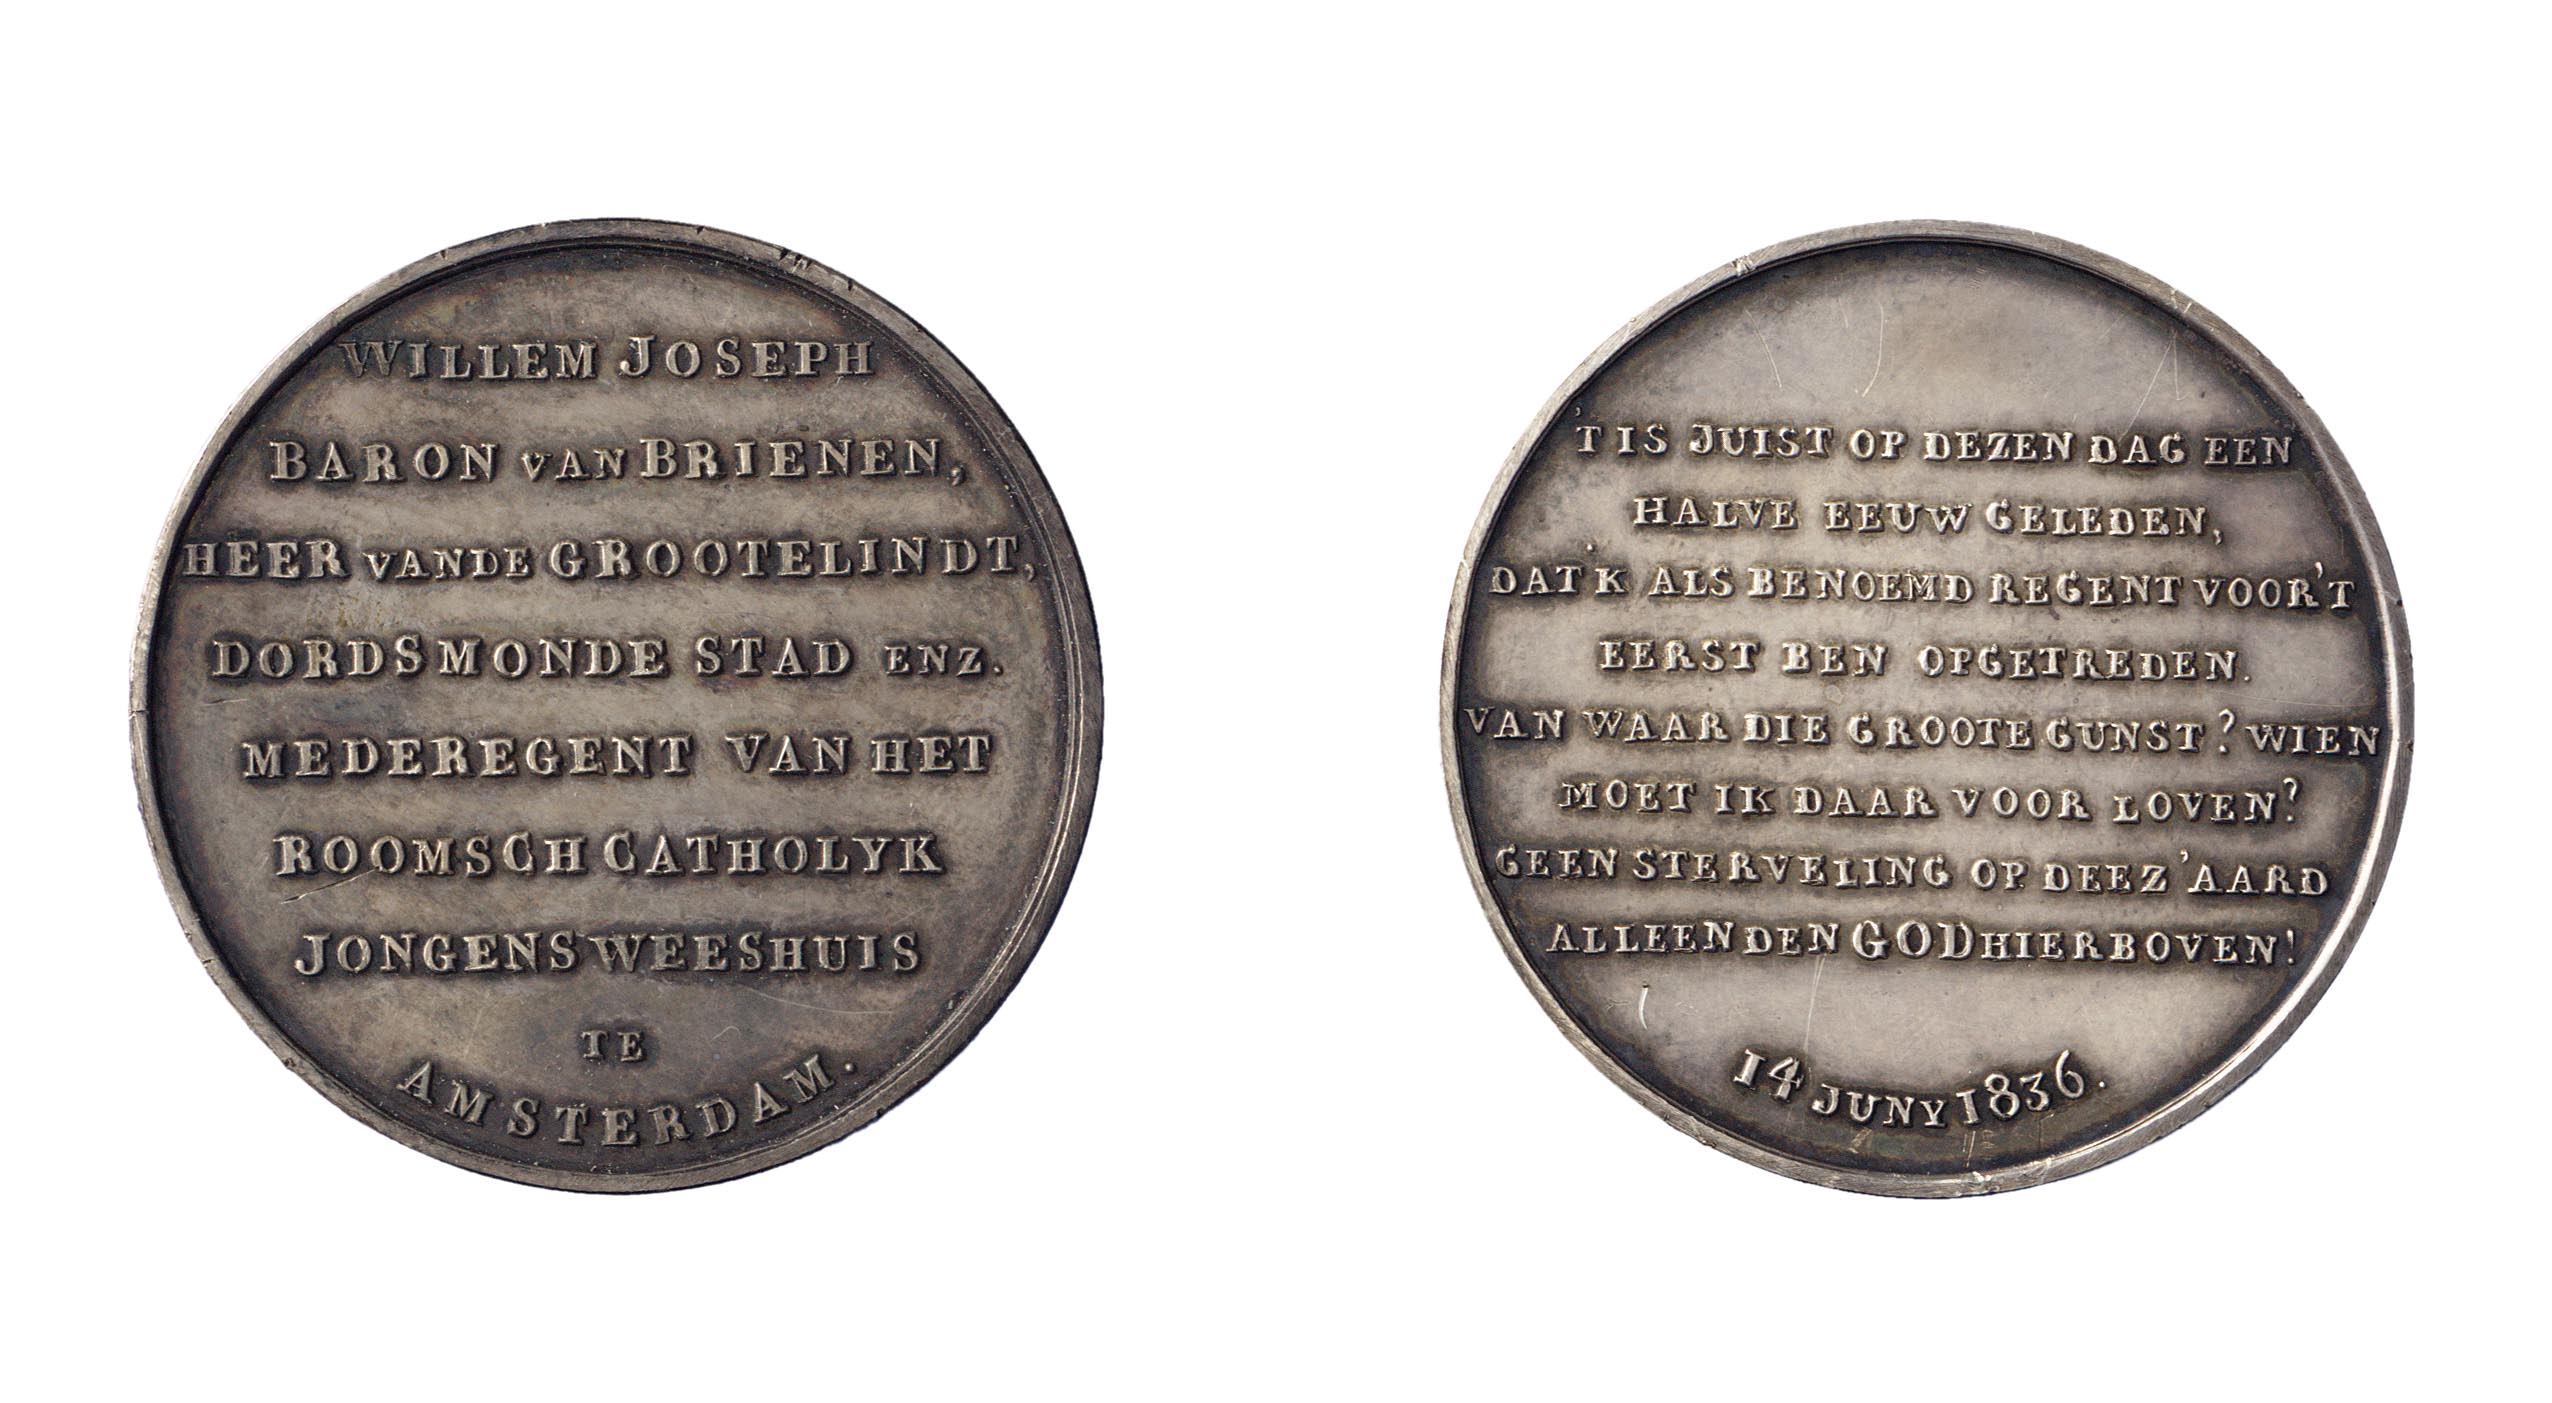 WILLEM JOSEPH
BARON VAN BRIENEN,
HEER VANDE GROOTELINDT,
DORDSMONDE STAD ENZ.
MEDEREGENT VAN HET
ROOMSCH CATHOLYK
JONGENS WEESHUIS
TE
AMSTERDAM.
'T IS JUIST OP DEZEN DAG EEN
HALVE EEUW GELEDEN,
DAT'K ALS BENOEMD REGENT VOOR'T
EERST BEN OPGETREDEN.
VAN WAAR DIE GROOTE GUNST? WIEN
MOET IK DAAR VOOR LOVEN?
GEEN STERVELING OP DEEZ'AARD
ALLEEN DEN GOD HIERBOVEN!
14 JUNY 1836.